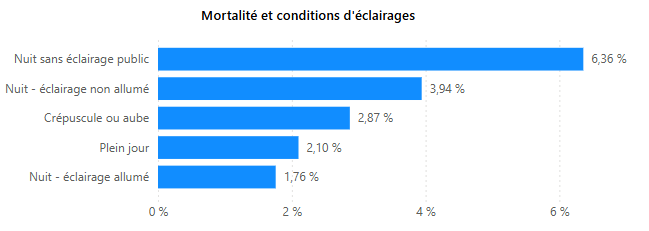 Mortalité et conditions d'éclairages
Nuit sans éclairage public 6,36 %
Nuit - éclairage non allumé 3,94 %
Crépuscule ou aube 2,87 %
Plein jour 2,10 %
Nuit - éclairage allumé 1,76 %
0 % 2 % 4 % 6 %